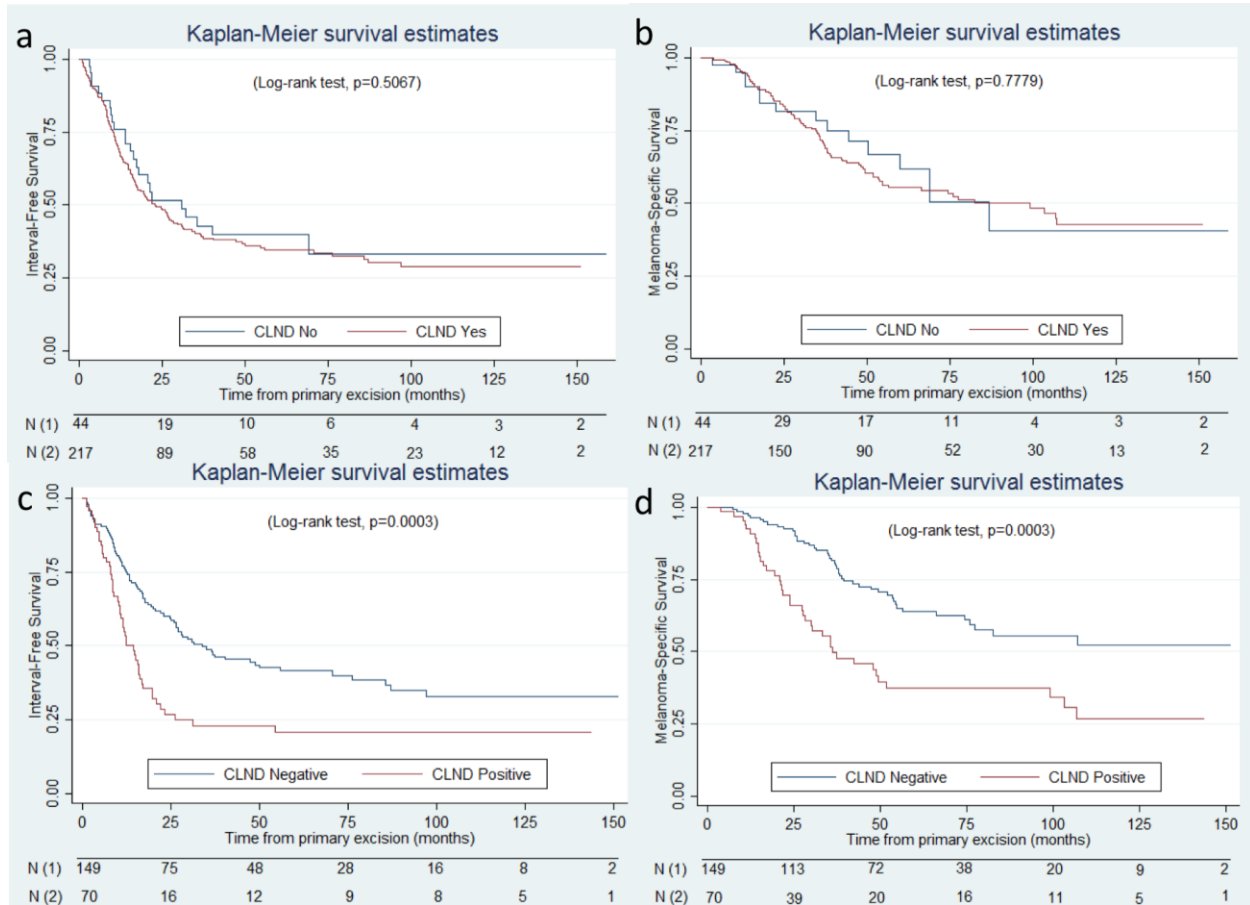 a
Kaplan-Meier survival estimates
(Log-rank test, p=0.5067)
Interval-Free Survival
1.00
0.75
0.50
0.25
0.00
CLND No CLND Yes
0 25 50 75 100 125 150
Time from primary excision (months)
N (1) 44 19 10 6 4 3 2
N (2) 217 89 58 35 23 12 2
b
Kaplan-Meier survival estimates
(Log-rank test, p=0.7779)
Melanoma-Specific Survival
1.00
0.75
0.50
0.25
0.00
CLND No CLND Yes
0 25 50 75 100 125 150
Time from primary excision (months)
N (1) 44 29 17 11 4 3 2
N (2) 217 150 90 52 30 13 2
c
Kaplan-Meier survival estimates
(Log-rank test, p=0.0003)
Interval-Free Survival
1.00
0.75
0.50
0.25
0.00
CLND Negative CLND Positive
0 25 50 75 100 125 150
Time from primary excision (months)
N (1) 149 75 48 28 16 8 2
N (2) 70 16 12 9 8 5 1
d
Kaplan-Meier survival estimates
(Log-rank test, p=0.0003)
Melanoma-Specific Survival
1.00
0.75
0.50
0.25
0.00
CLND Negative CLND Positive
0 25 50 75 100 125 150
Time from primary excision (months)
N (1) 149 113 72 38 20 9 2
N (2) 70 39 20 16 11 5 1